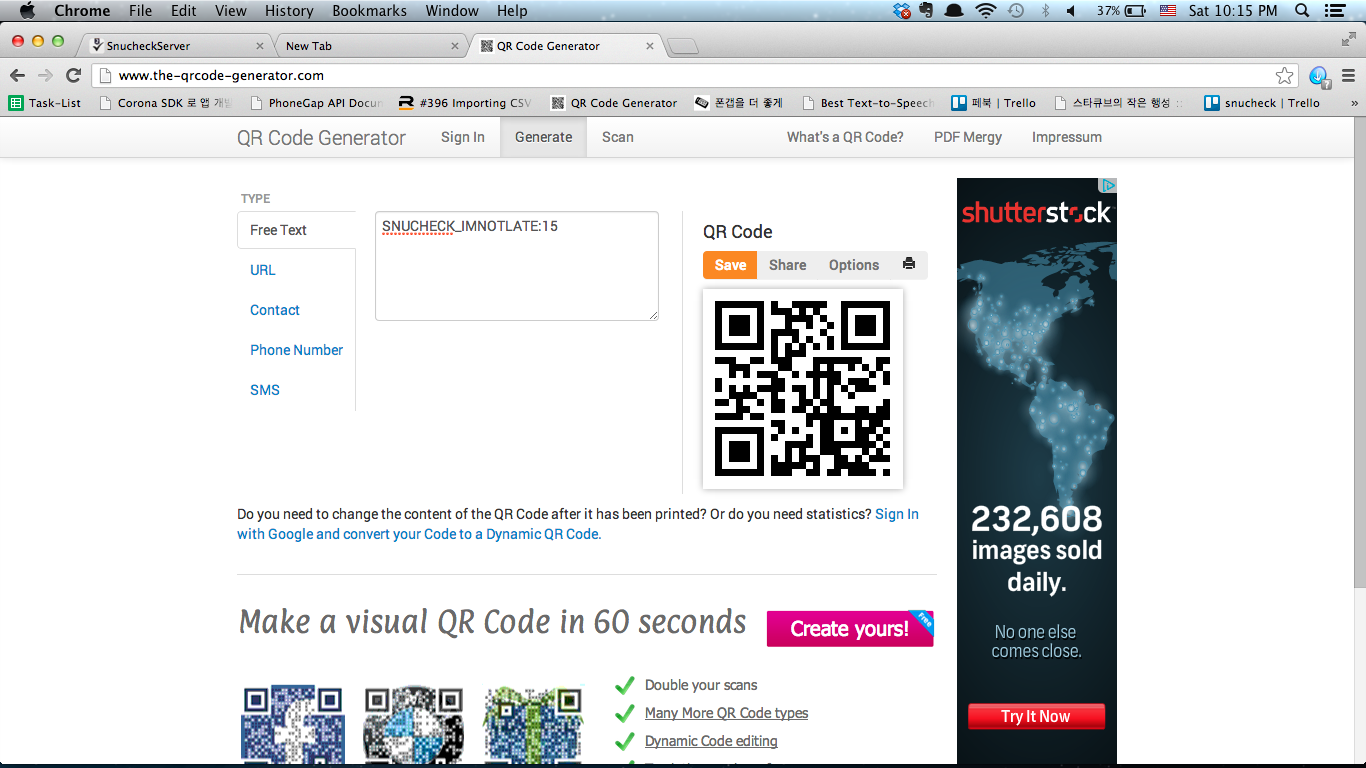 Chrome File Edit View History Bookmarks Window Help 37% Sat 10:15 PM
SnucheckServer New Tab QR Code Generator
www.the-qrcode-generator.com
Task-List Corona SDK 로 앱 개발 PhoneGap API Docun #396 Importing CSV QR Code Generator 폰갭을 더 좋게 Best Text-to-Speech 페북 | Trello 스타큐브의 작은 행성 :: snucheck | Trello »
QR Code Generator Sign In Generate Scan What's a QR Code? PDF Mergy Impressum
TYPE
Free Text
URL
Contact
Phone Number
SMS
SNUCHECK_IMNOTLATE:15
QR Code
Save Share Options
Do you need to change the content of the QR Code after it has been printed? Or do you need statistics? Sign In
with Google and convert your Code to a Dynamic QR Code.
Make a visual QR Code in 60 seconds
Create yours!
free
Double your scans
Many More QR Code types
Dynamic Code editing
shutterstock
232,608
images sold
daily.
No one else
comes close.
Try It Now